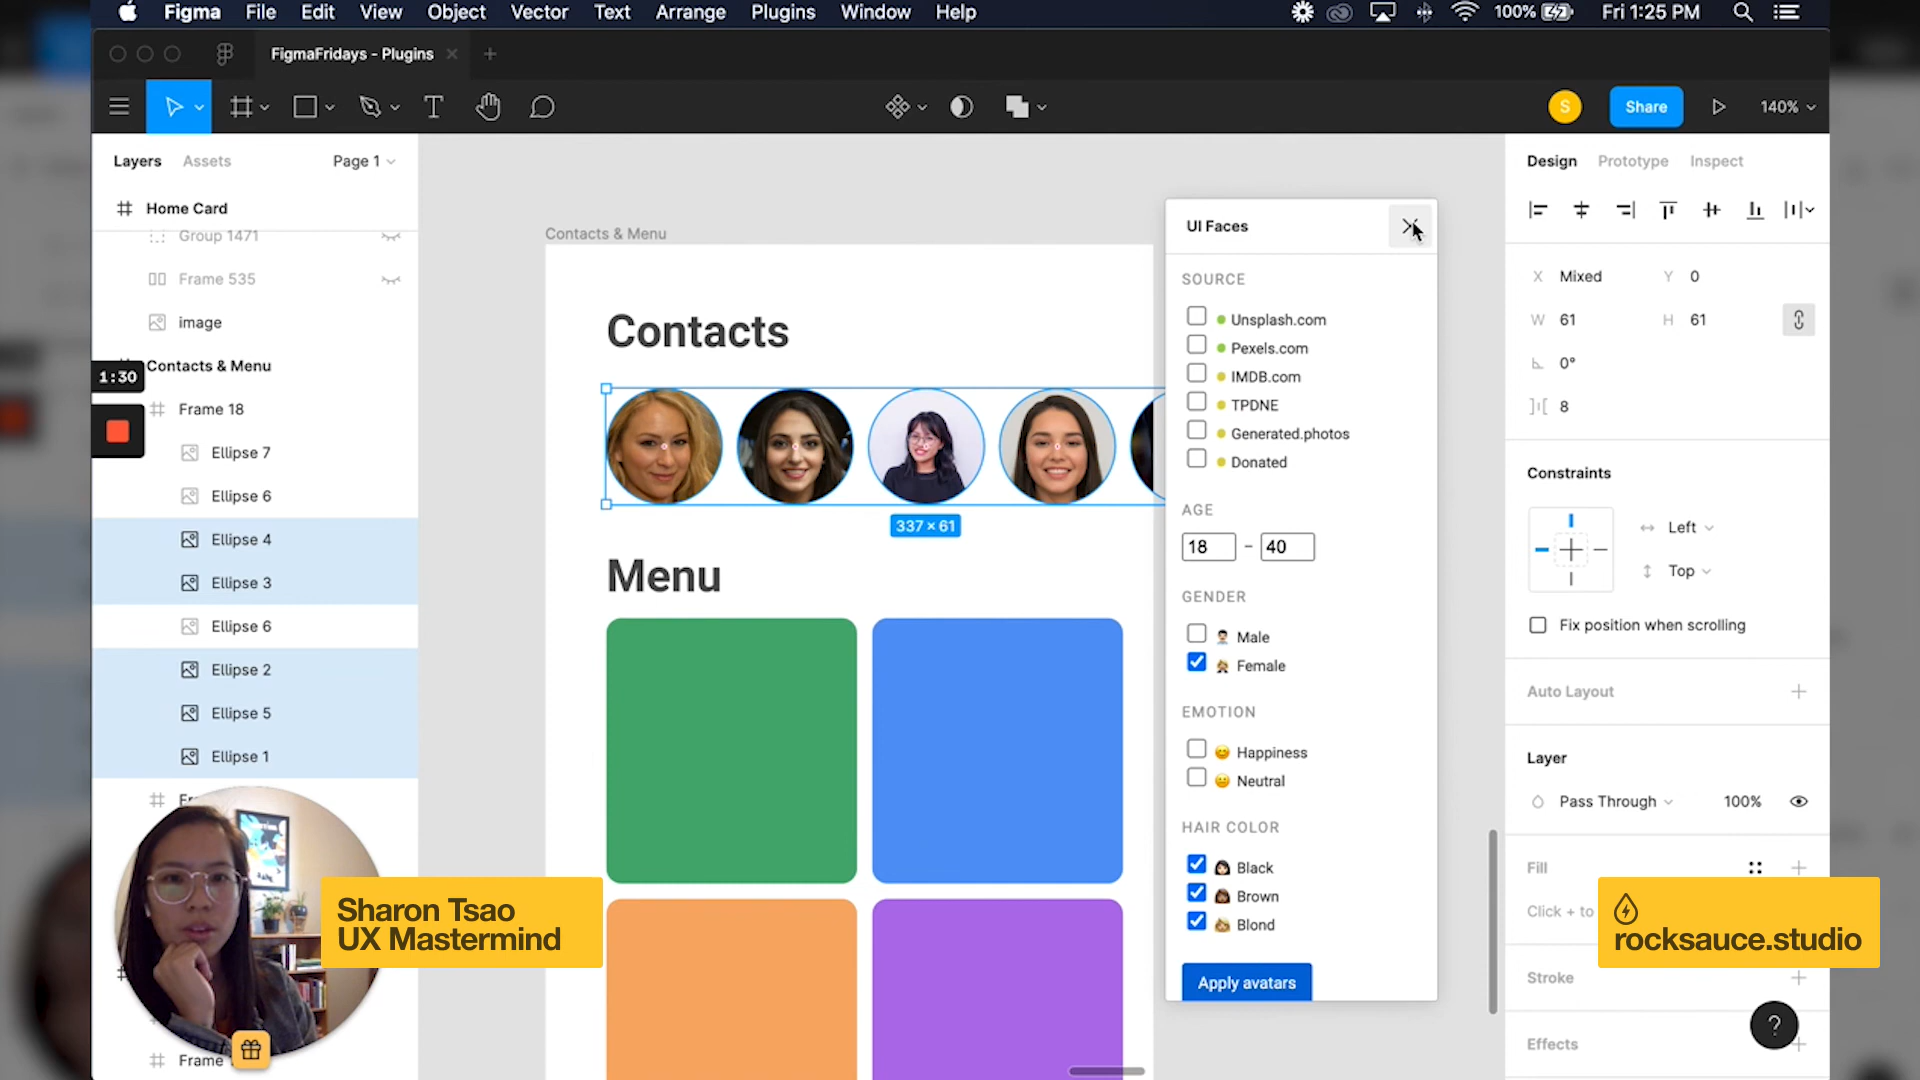 Figma File Edit View Object Vector Text Arrange Plugins Window Help 100% Fri 1:25 PM
FigmaFridays - Plugins
S Share 140%
Layers Assets Page 1
Home Card
Group 1471
Frame 535
image
Contacts & Menu
1:30
Frame 18
Ellipse 7
Ellipse 6
Ellipse 4
Ellipse 3
Ellipse 6
Ellipse 2
Ellipse 5
Ellipse 1
Frame
Sharon Tsao
UX Mastermind
Contacts & Menu
Contacts
337 × 61
Menu
UI Faces
SOURCE
Unsplash.com
Pexels.com
IMDB.com
TPDNE
Generated.photos
Donated
AGE
18 – 40
GENDER
Male
Female
EMOTION
Happiness
Neutral
HAIR COLOR
Black
Brown
Blond
Apply avatars
Design Prototype Inspect
X Mixed Y 0
W 61 H 61
0°
8
Constraints
Left
Top
Fix position when scrolling
Auto Layout
Layer
Pass Through 100%
Fill
Click + to
rocksauce.studio
Stroke
Effects
?